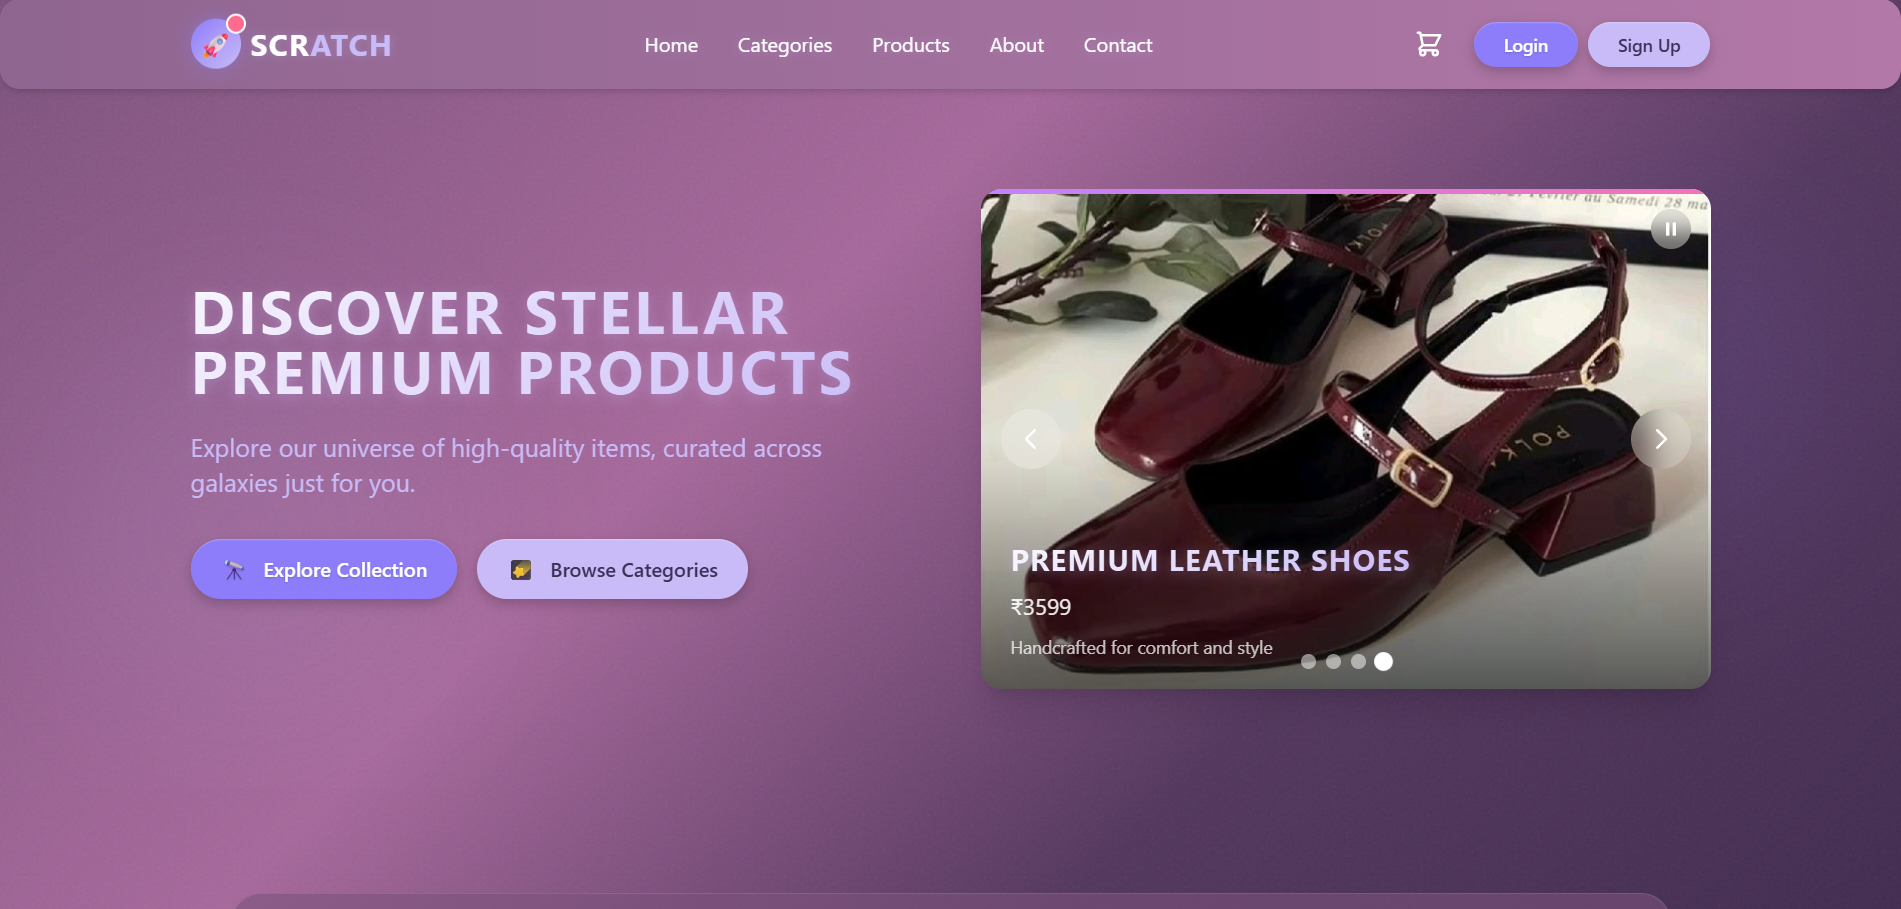 SCRATCH
Home
Categories
Products
About
Contact
Login
Sign Up
DISCOVER STELLAR
PREMIUM PRODUCTS
Explore our universe of high-quality items, curated across
galaxies just for you.
Explore Collection
Browse Categories
au Samedi 28 ma
PREMIUM LEATHER SHOES
₹3599
Handcrafted for comfort and style